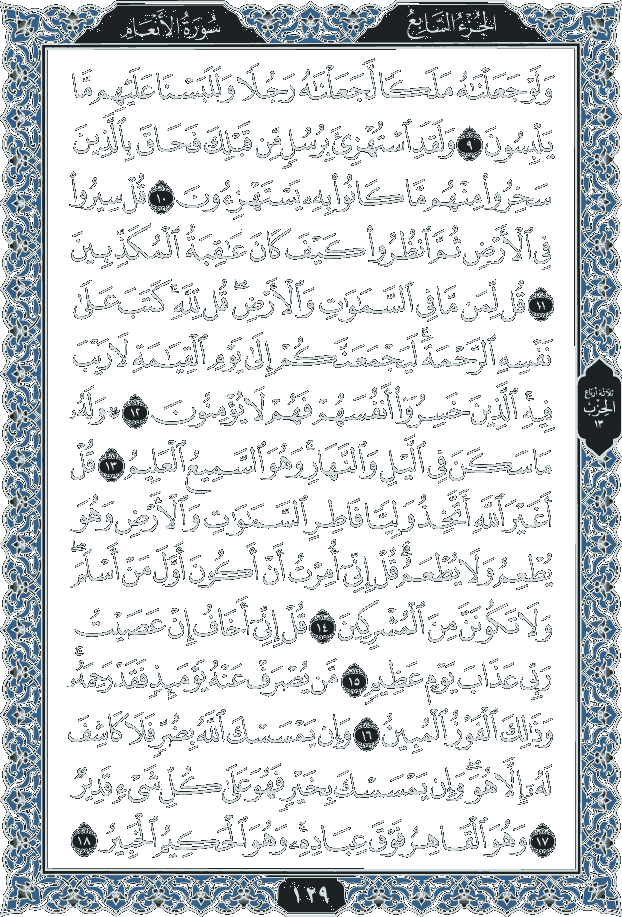 الجُزْءُ السَّابِعُ
سُورَةُ الأَنْعَام
وَلَوْ جَعَلْنَٰهُ مَلَكًا لَّجَعَلْنَٰهُ رَجُلًا وَلَلَبَسْنَا عَلَيْهِم مَّا
يَلْبِسُونَ ٩ وَلَقَدِ ٱسْتُهْزِئَ بِرُسُلٍ مِّن قَبْلِكَ فَحَاقَ بِٱلَّذِينَ
سَخِرُوا۟ مِنْهُم مَّا كَانُوا۟ بِهِۦ يَسْتَهْزِءُونَ ١٠ قُلْ سِيرُوا۟
فِى ٱلْأَرْضِ ثُمَّ ٱنظُرُوا۟ كَيْفَ كَانَ عَٰقِبَةُ ٱلْمُكَذِّبِينَ
١١ قُل لِّمَن مَّا فِى ٱلسَّمَٰوَٰتِ وَٱلْأَرْضِ ۖ قُل لِّلَّهِ ۚ كَتَبَ عَلَىٰ
نَفْسِهِ ٱلرَّحْمَةَ ۚ لَيَجْمَعَنَّكُمْ إِلَىٰ يَوْمِ ٱلْقِيَٰمَةِ لَا رَيْبَ
فِيهِ ۚ ٱلَّذِينَ خَسِرُوٓا۟ أَنفُسَهُمْ فَهُمْ لَا يُؤْمِنُونَ ١٢ ۞ وَلَهُۥ
ثلاثة أرباع
الحزب
١٣
مَا سَكَنَ فِى ٱلَّيْلِ وَٱلنَّهَارِ ۚ وَهُوَ ٱلسَّمِيعُ ٱلْعَلِيمُ ١٣ قُلْ
أَغَيْرَ ٱللَّهِ أَتَّخِذُ وَلِيًّا فَاطِرِ ٱلسَّمَٰوَٰتِ وَٱلْأَرْضِ وَهُوَ
يُطْعِمُ وَلَا يُطْعَمُ ۗ قُلْ إِنِّىٓ أُمِرْتُ أَنْ أَكُونَ أَوَّلَ مَنْ أَسْلَمَ ۖ
وَلَا تَكُونَنَّ مِنَ ٱلْمُشْرِكِينَ ١٤ قُلْ إِنِّىٓ أَخَافُ إِنْ عَصَيْتُ
رَبِّى عَذَابَ يَوْمٍ عَظِيمٍ ١٥ مَّن يُصْرَفْ عَنْهُ يَوْمَئِذٍ فَقَدْ رَحِمَهُۥ ۚ
وَذَٰلِكَ ٱلْفَوْزُ ٱلْمُبِينُ ١٦ وَإِن يَمْسَسْكَ ٱللَّهُ بِضُرٍّ فَلَا كَاشِفَ
لَهُۥٓ إِلَّا هُوَ ۖ وَإِن يَمْسَسْكَ بِخَيْرٍ فَهُوَ عَلَىٰ كُلِّ شَىْءٍ قَدِيرٌ
١٧ وَهُوَ ٱلْقَاهِرُ فَوْقَ عِبَادِهِۦ ۚ وَهُوَ ٱلْحَكِيمُ ٱلْخَبِيرُ ١٨
١٢٩